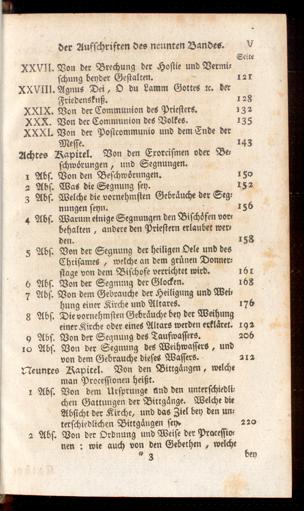 der Aufschriften des neunten Bandes. V
Seite
XXVII. Von der Brechung der Hostie und Vermi-
schung beyder Gestalten. 121
XXVIII. Agnus Dei, O du Lamm Gottes ꝛc. der
Friedenskuß. 128
XXIX. Von der Communion des Priesters. 132
XXX. Von der Communion des Volkes. 135
XXXI. Von der Postcommunio und dem Ende der
Messe. 143
Achtes Kapitel. Von den Exorcismen oder Be-
schwörungen, und Segnungen.
1 Abs. Von den Beschwörungen. 150
2 Abs. Was die Segnung sey. 152
3 Abs. Welche die vornehmsten Gebräuche der Seg-
nungen seyn. 156
4 Abs. Warum einige Segnungen den Bischöfen vor-
behalten, andere den Priestern erlaubet wer-
den. 158
5 Abs. Von der Segnung der heiligen Oele und des
Chrisames, welche an dem grünen Donner-
stage von dem Bischofe verrichtet wird. 161
6 Abs. Von der Segnung der Glocken. 168
7 Abs. Von dem Gebrauche der Heiligung und Wei-
hung einer Kirche und Altares. 176
8 Abs. Die vornehmsten Gebräuche bey der Weihung
einer Kirche oder eines Altars werden erkläret. 192
9 Abs. Von der Segnung des Taufwassers. 206
10 Abs. Von der Segnung des Weihwassers, und
von dem Gebrauche dieses Wassers. 212
Neuntes Kapitel. Von den Bittgängen, welche
man Processionen heißt.
1 Abs. Von dem Ursprunge und den unterschiedli-
chen Gattungen der Bittgänge. Welche die
Absicht der Kirche, und das Ziel bey den un-
terschiedlichen Bittgängen sey. 220
2 Abs. Von der Ordnung und Weise der Processio-
nen; wie auch von den Gebethen, welche
* 3 bey